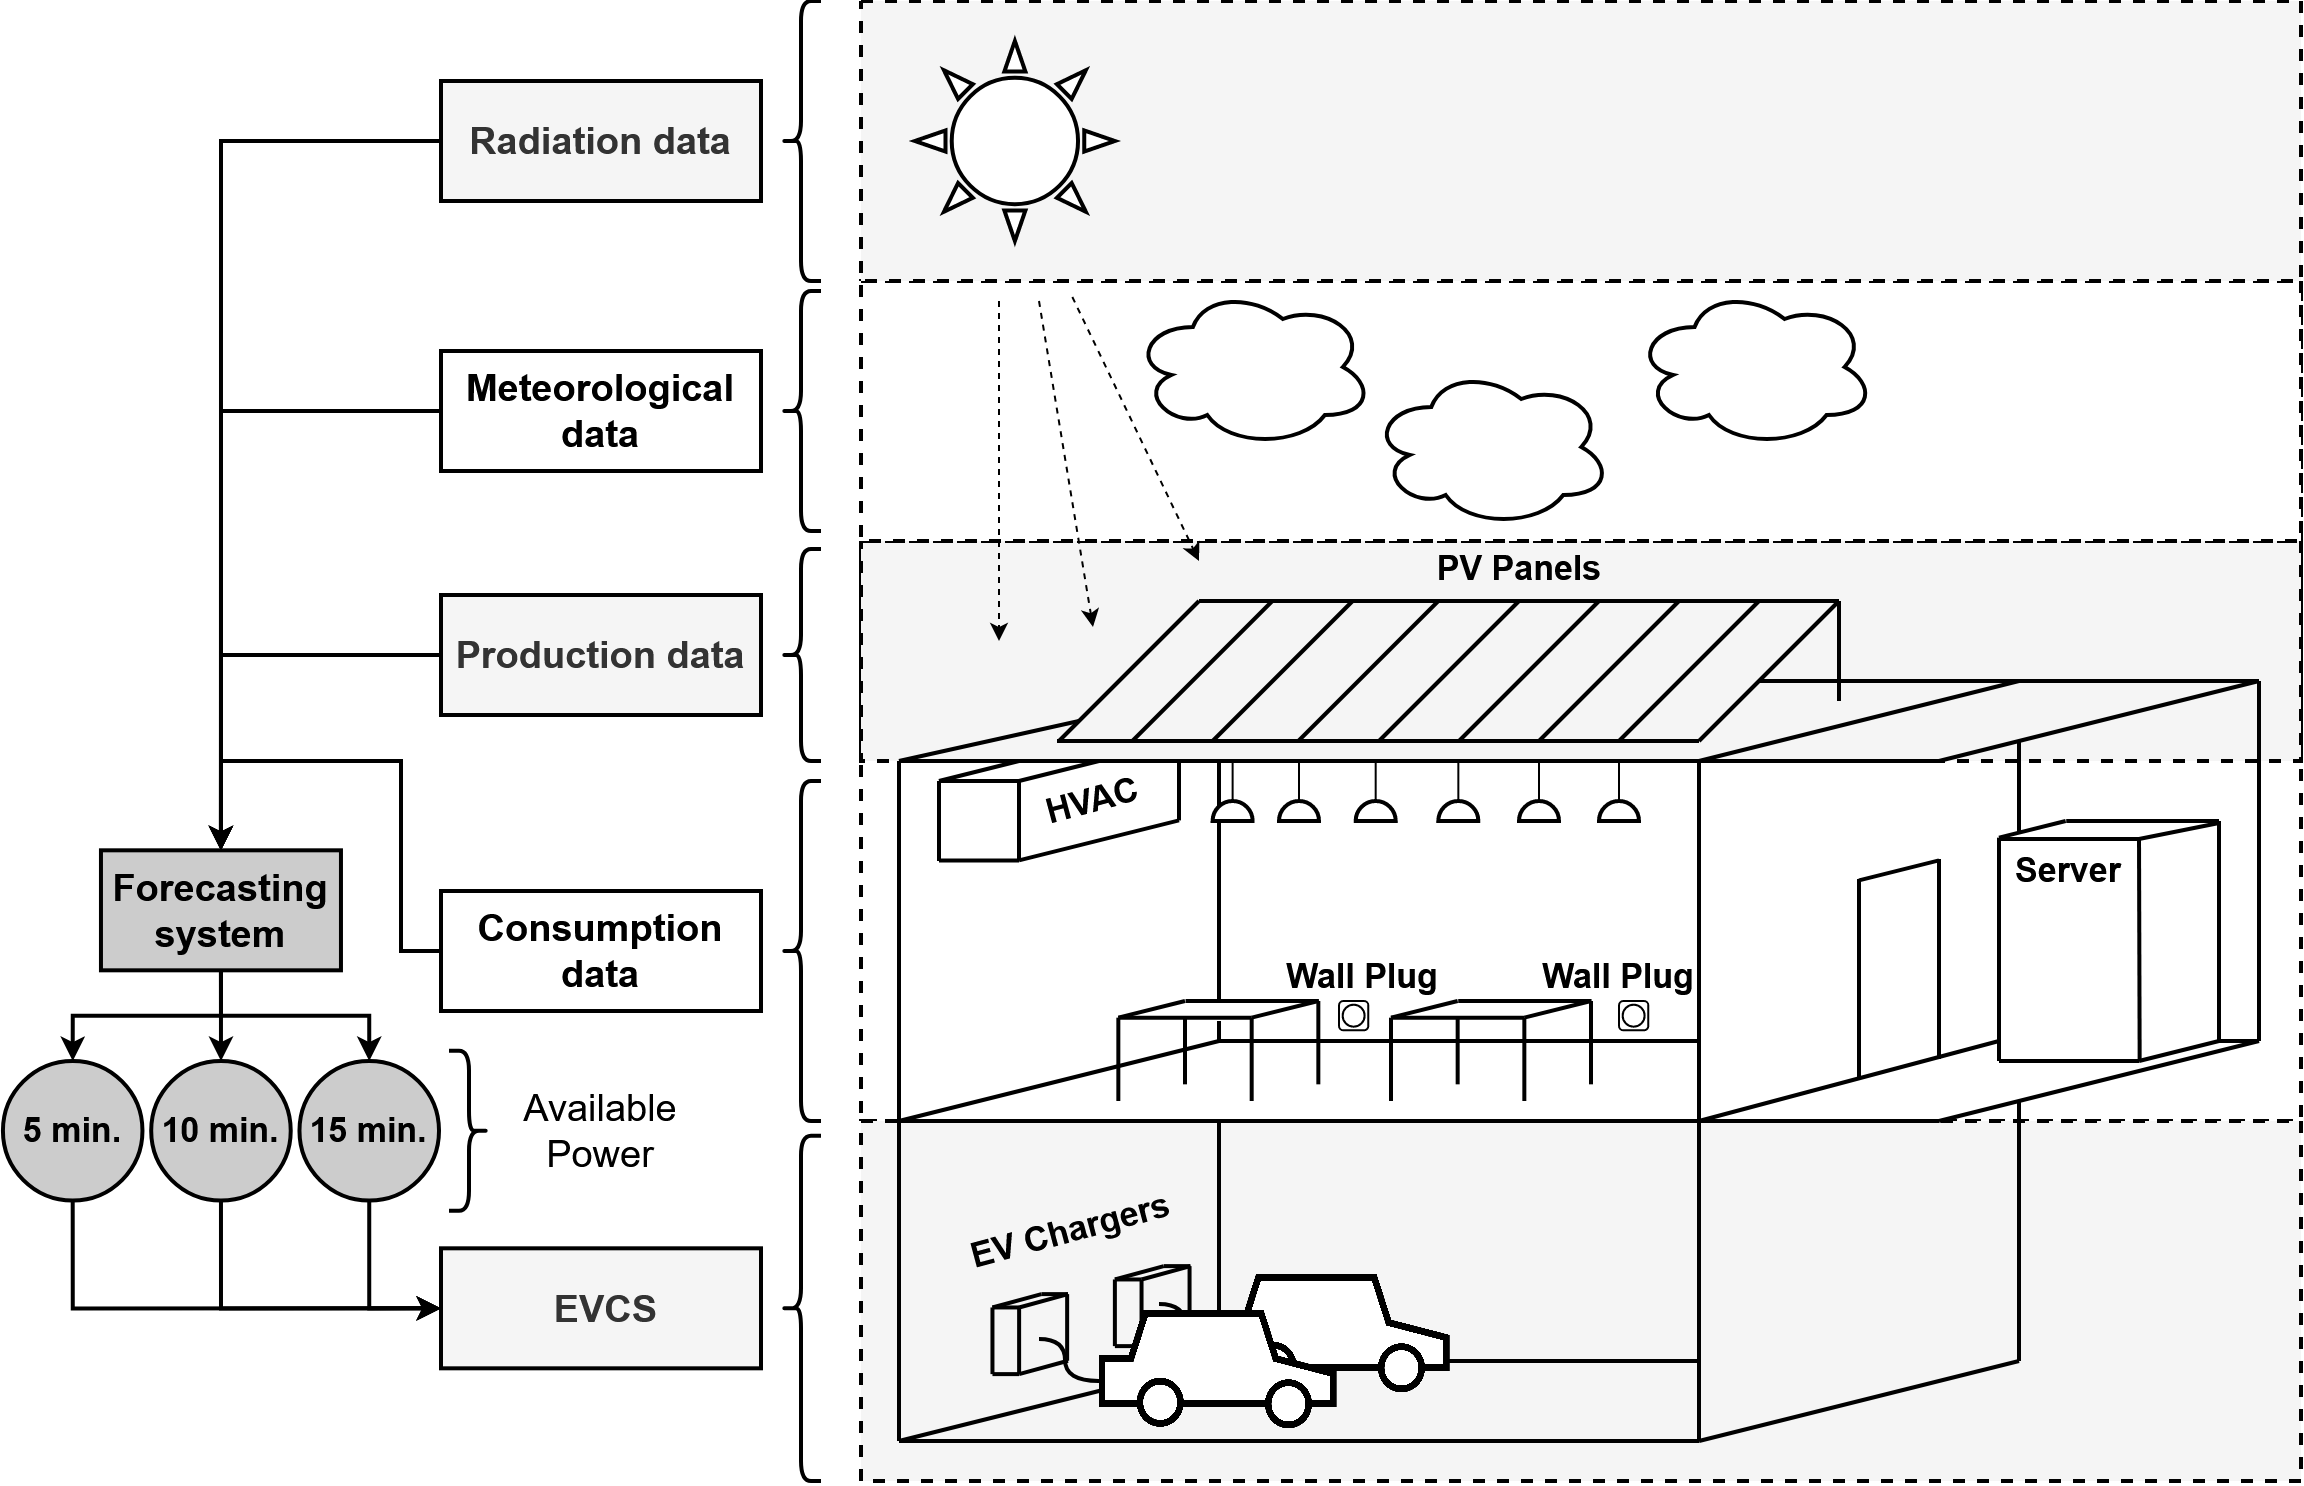 Radiation data
Meteorological
data
PV Panels
Production data
HVAC
Forecasting
system
Consumption
data
Server
Wall Plug
Wall Plug
5 min.
10 min.
15 min.
Available
Power
EV Chargers
EVCS